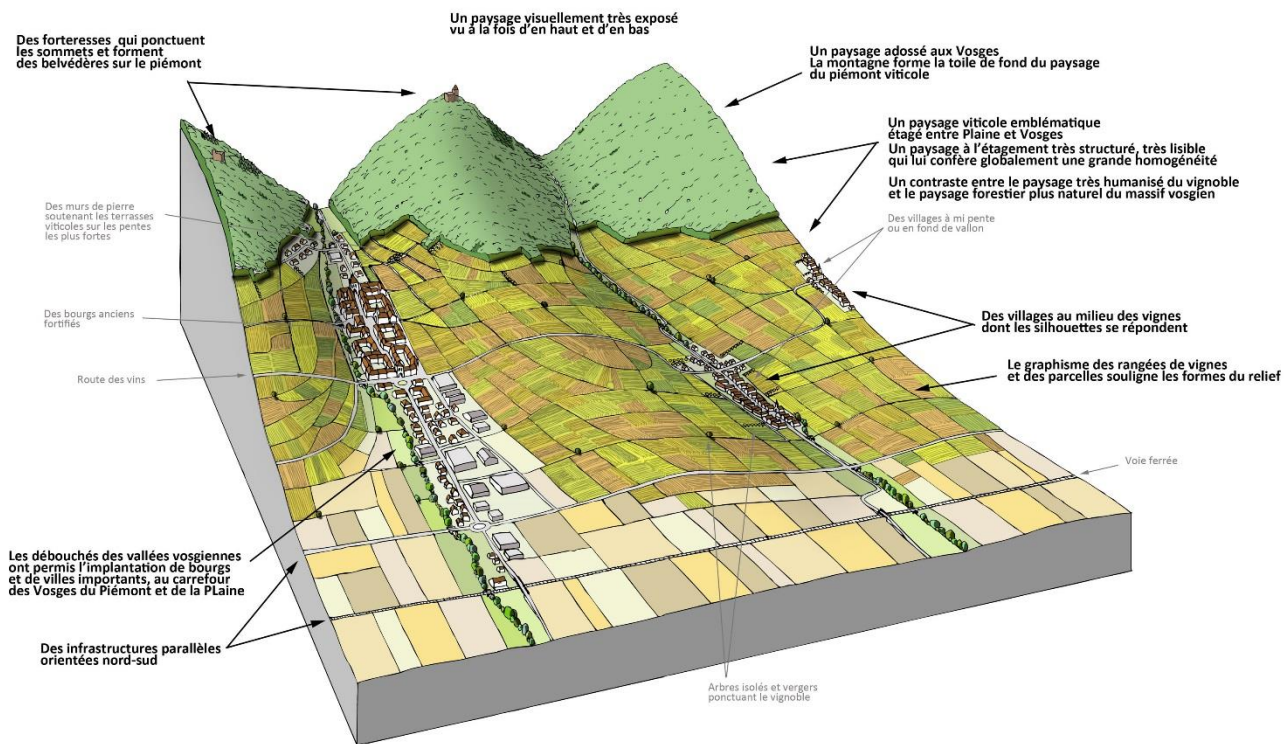 Un paysage visuellement très exposé
vu à la fois d'en haut et d'en bas
Des forteresses qui ponctuent
les sommets et forment
des belvédères sur le piémont
Un paysage adossé aux Vosges
La montagne forme la toile de fond du paysage
du piémont viticole
Un paysage viticole emblématique
étagé entre Plaine et Vosges
Un paysage à l'étagement très structuré, très lisible
qui lui confère globalement une grande homogénéité
Un contraste entre le paysage très humanisé du vignoble
et le paysage forestier plus naturel du massif vosgien
Des murs de pierre
soutenant les terrasses
viticoles sur les pentes
les plus fortes
Des villages à mi pente
ou en fond de vallon
Des bourgs anciens
fortifiés
Des villages au milieu des vignes
dont les silhouettes se répondent
Route des vins
Le graphisme des rangées de vignes
et des parcelles souligne les formes du relief
Voie ferrée
Les débouchés des vallées vosgiennes
ont permis l'implantation de bourgs
et de villes importants, au carrefour
des Vosges du Piémont et de la PLaine
Des infrastructures parallèles
orientées nord-sud
Arbres isolés et vergers
ponctuant le vignoble